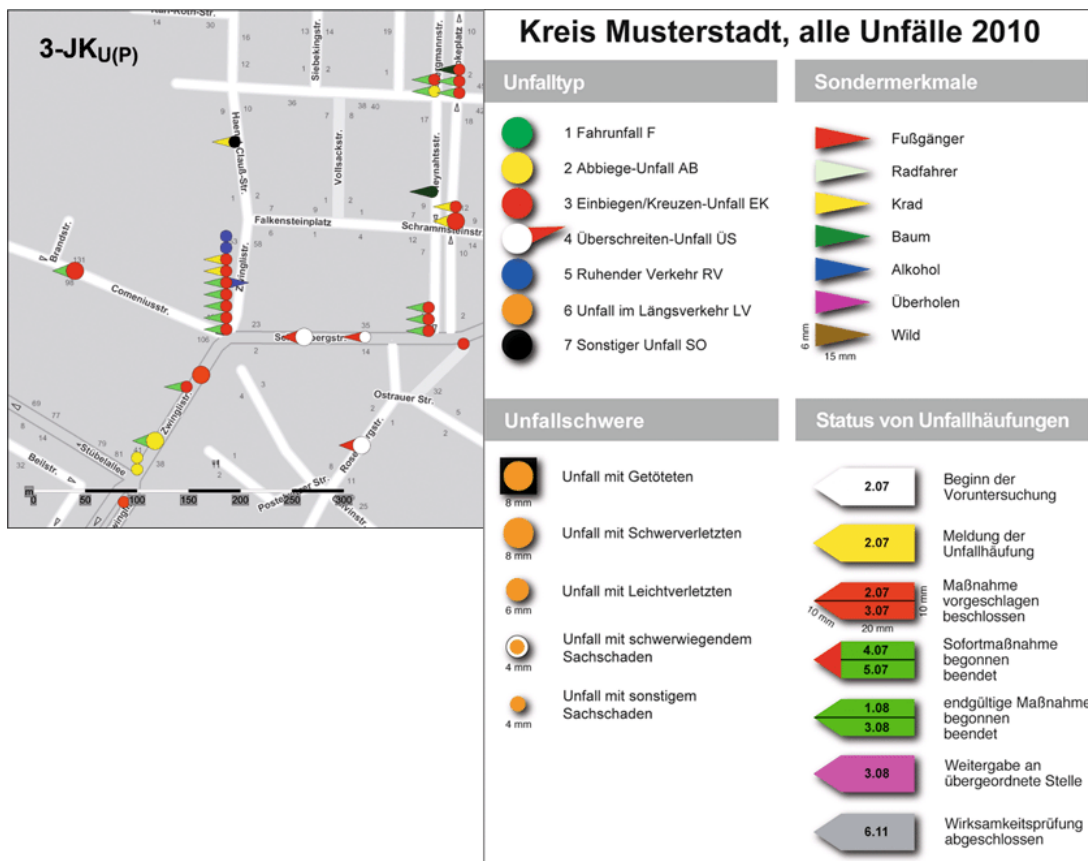 3-JKU(P)
Karl-Roth-Str.
Siebekingstr.
Vollsackstr.
Falkensteinplatz
Schrammsteinstr.
Brandstr.
Comeniusstr.
Zwinglistr.
Ostrauer Str.
Zwinglistr.
Stübelallee
Beilstr.
m 0 50 100 150 200 250 300
Kreis Musterstadt, alle Unfälle 2010
Unfalltyp
1 Fahrunfall F
2 Abbiege-Unfall AB
3 Einbiegen/Kreuzen-Unfall EK
4 Überschreiten-Unfall ÜS
5 Ruhender Verkehr RV
6 Unfall im Längsverkehr LV
7 Sonstiger Unfall SO
Sondermerkmale
Fußgänger
Radfahrer
Krad
Baum
Alkohol
Überholen
Wild
6 mm
15 mm
Unfallschwere
Unfall mit Getöteten
8 mm
Unfall mit Schwerverletzten
8 mm
Unfall mit Leichtverletzten
6 mm
Unfall mit schwerwiegendem
Sachschaden
4 mm
Unfall mit sonstigem
Sachschaden
4 mm
Status von Unfallhäufungen
2.07
Beginn der
Voruntersuchung
2.07
Meldung der
Unfallhäufung
2.07
3.07
10 mm
20 mm
10 mm
Maßnahme
vorgeschlagen
beschlossen
4.07
5.07
Sofortmaßnahme
begonnen
beendet
1.08
3.08
endgültige Maßnahme
begonnen
beendet
3.08
Weitergabe an
übergeordnete Stelle
6.11
Wirksamkeitsprüfung
abgeschlossen